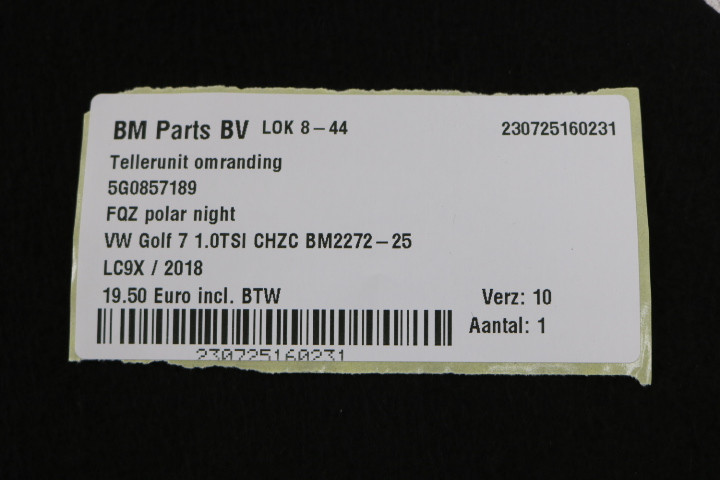 BM Parts BV LOK 8-44 230725160231
Tellerunit omranding
5G0857189
FQZ polar night
VW Golf 7 1.0TSI CHZC BM2272-25
LC9X / 2018
19.50 Euro incl. BTW Verz: 10
Aantal: 1
230725160231